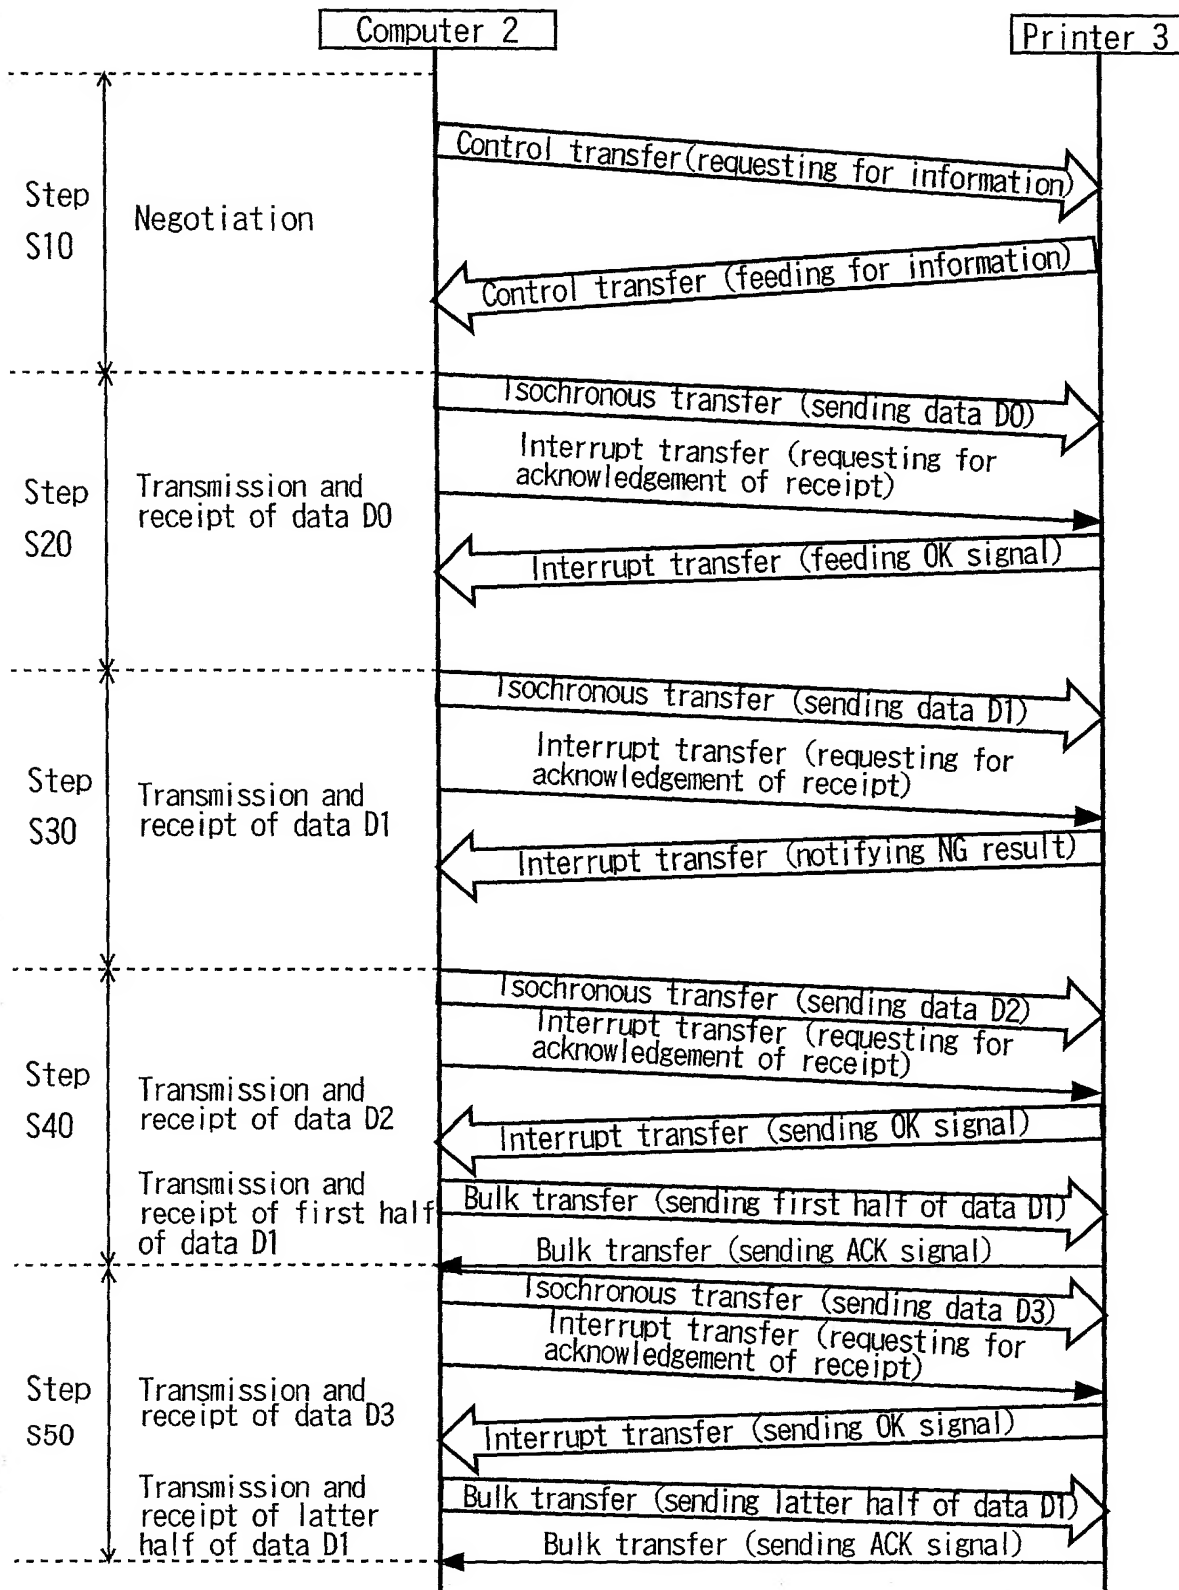 Computer 2
Printer 3
Step
S10
Negotiation
Control transfer(requesting for information)
Control transfer (feeding for information)
Step
S20
Transmission and
receipt of data D0
Isochronous transfer (sending data D0)
Interrupt transfer (requesting for
acknowledgement of receipt)
Interrupt transfer (feeding OK signal)
Step
S30
Transmission and
receipt of data D1
Isochronous transfer (sending data D1)
Interrupt transfer (requesting for
acknowledgement of receipt)
Interrupt transfer (notifying NG result)
Step
S40
Transmission and
receipt of data D2
Isochronous transfer (sending data D2)
Interrupt transfer (requesting for
acknowledgement of receipt)
Interrupt transfer (sending OK signal)
Transmission and
receipt of first half
of data D1
Bulk transfer (sending first half of data D1)
Bulk transfer (sending ACK signal)
Step
S50
Transmission and
receipt of data D3
Isochronous transfer (sending data D3)
Interrupt transfer (requesting for
acknowledgement of receipt)
Interrupt transfer (sending OK signal)
Transmission and
receipt of latter
half of data D1
Bulk transfer (sending latter half of data D1)
Bulk transfer (sending ACK signal)